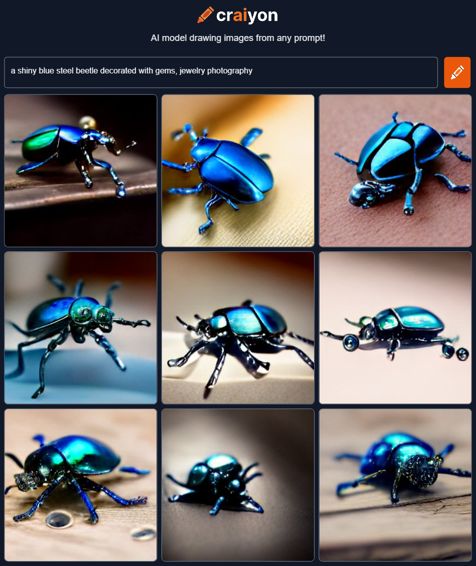 craiyon
AI model drawing images from any prompt!
a shiny blue steel beetle decorated with gems, jewelry photography